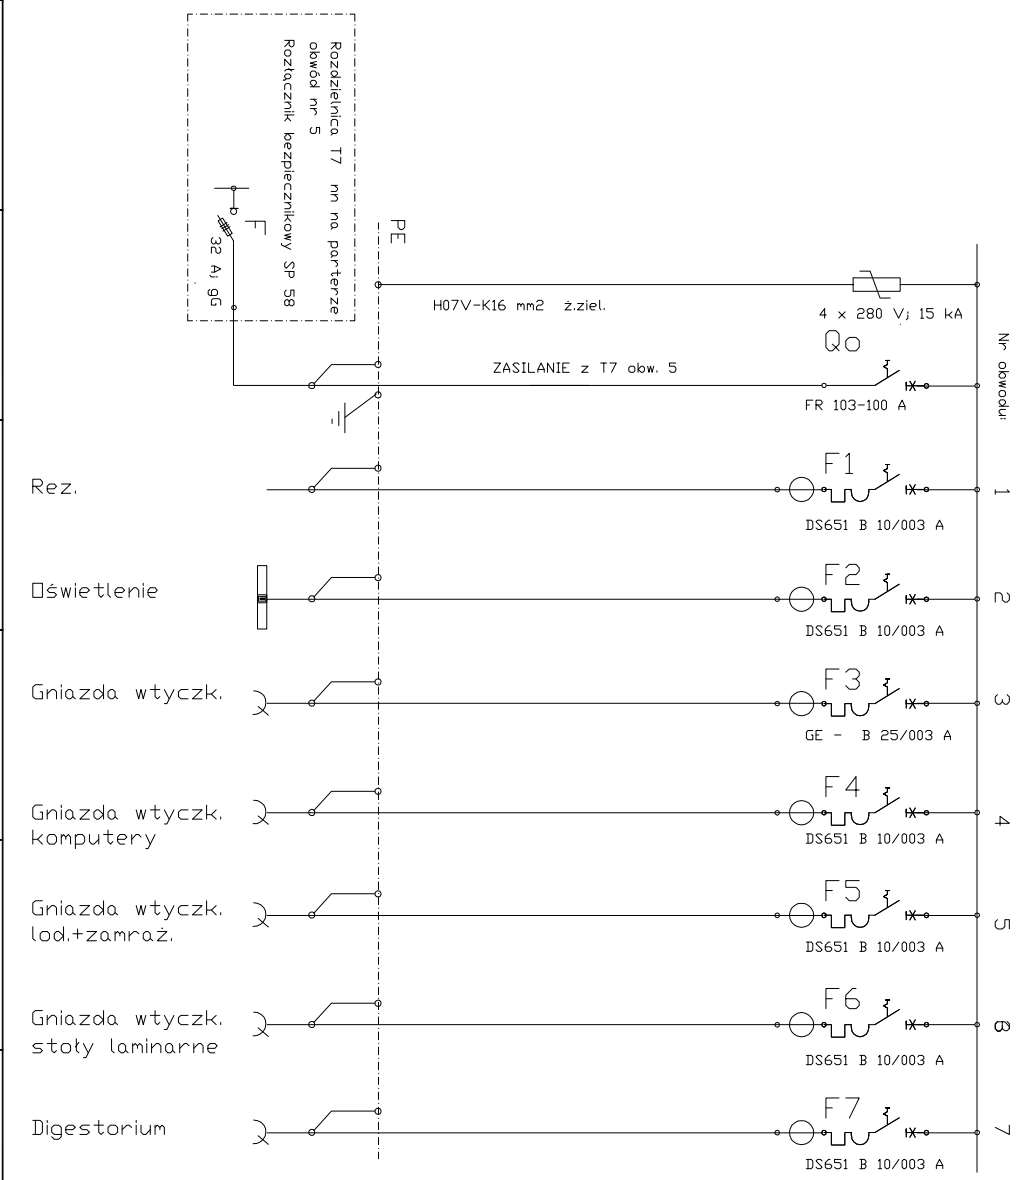 Rozdzielnica T7 nn na parterze
obwód nr 5
Rozłącznik bezpiecznikowy SP 58
F
32 A; gG
PE
H07V-K16 mm2 ż.ziel.
4 x 280 V; 15 kA
Nr obwodu:
Qo
ZASILANIE z T7 obw. 5
FR 103-100 A
Rez.
F1
1
DS651 B 10/003 A
Oświetlenie
F2
2
DS651 B 10/003 A
Gniazda wtyczk.
F3
3
GE - B 25/003 A
Gniazda wtyczk.
komputery
F4
4
DS651 B 10/003 A
Gniazda wtyczk.
lod.+zamraż.
F5
5
DS651 B 10/003 A
Gniazda wtyczk.
stoły laminarne
F6
6
DS651 B 10/003 A
Digestorium
F7
7
DS651 B 10/003 A